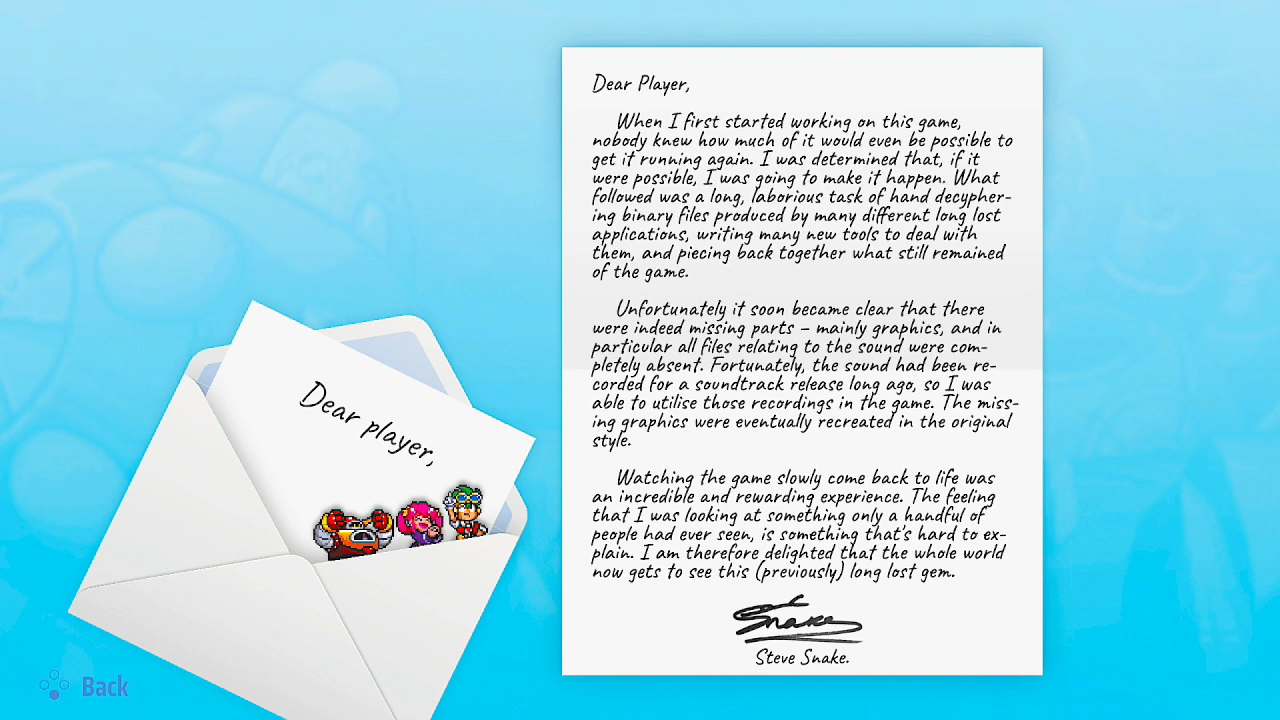 Dear Player,
When I first started working on this game,
nobody knew how much of it would even be possible to
get it running again. I was determined that, if it
were possible, I was going to make it happen. What
followed was a long, laborious task of hand decypher-
ing binary files produced by many different long lost
applications, writing many new tools to deal with
them, and piecing back together what still remained
of the game.
Unfortunately it soon became clear that there
were indeed missing parts – mainly graphics, and in
particular all files relating to the sound were com-
pletely absent. Fortunately, the sound had been re-
corded for a soundtrack release long ago, so I was
able to utilise those recordings in the game. The miss-
ing graphics were eventually recreated in the original
style.
Watching the game slowly come back to life was
an incredible and rewarding experience. The feeling
that I was looking at something only a handful of
people had ever seen, is something that's hard to ex-
plain. I am therefore delighted that the whole world
now gets to see this (previously) long lost gem.
Snake
Steve Snake.
Dear player,
Back